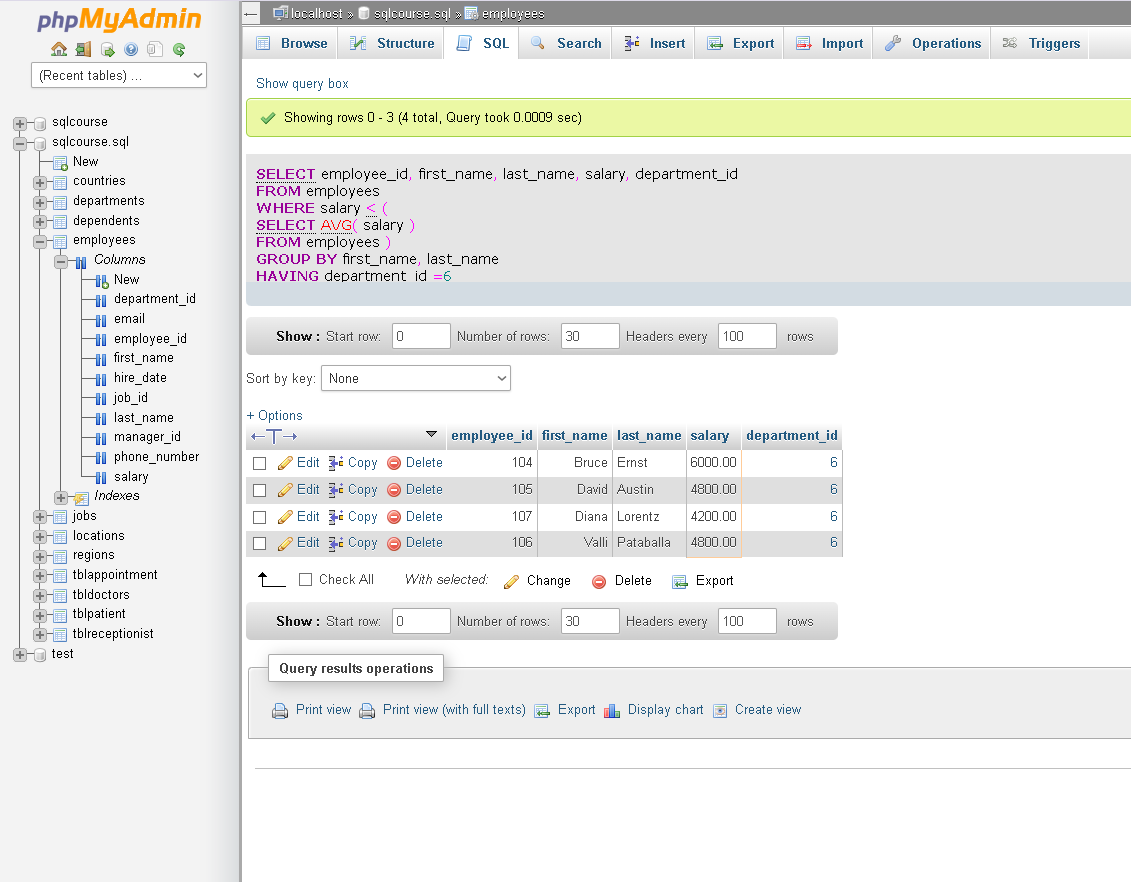 phpMyAdmin
(Recent tables) ...
sqlcourse
sqlcourse.sql
New
countries
departments
dependents
employees
Columns
New
department_id
email
employee_id
first_name
hire_date
job_id
last_name
manager_id
phone_number
salary
Indexes
jobs
locations
regions
tblappointment
tbldoctors
tblpatient
tblreceptionist
test
localhost » sqlcourse.sql » employees
Browse Structure SQL Search Insert Export Import Operations Triggers
Show query box
Showing rows 0 - 3 (4 total, Query took 0.0009 sec)
SELECT employee_id, first_name, last_name, salary, department_id
FROM employees
WHERE salary < (
SELECT AVG( salary )
FROM employees )
GROUP BY first_name, last_name
HAVING department_id =6
Show : Start row: 0 Number of rows: 30 Headers every 100 rows
Sort by key: None
+ Options
employee_id first_name last_name salary department_id
Edit Copy Delete 104 Bruce Ernst 6000.00 6
Edit Copy Delete 105 David Austin 4800.00 6
Edit Copy Delete 107 Diana Lorentz 4200.00 6
Edit Copy Delete 106 Valli Pataballa 4800.00 6
Check All With selected: Change Delete Export
Show : Start row: 0 Number of rows: 30 Headers every 100 rows
Query results operations
Print view Print view (with full texts) Export Display chart Create view